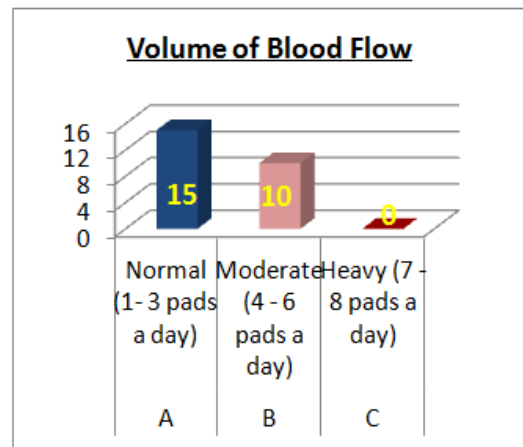 Volume of Blood Flow
16
12
8
4
0
15
10
0
Normal
(1- 3 pads
a day)
Moderate
(4 - 6
pads a
day)
Heavy (7 -
8 pads a
day)
A
B
C